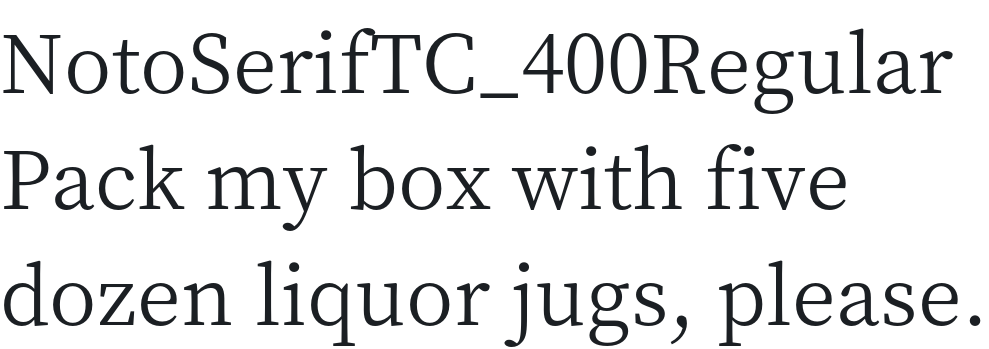 NotoSerifTC_400Regular
Pack my box with five
dozen liquor jugs, please.